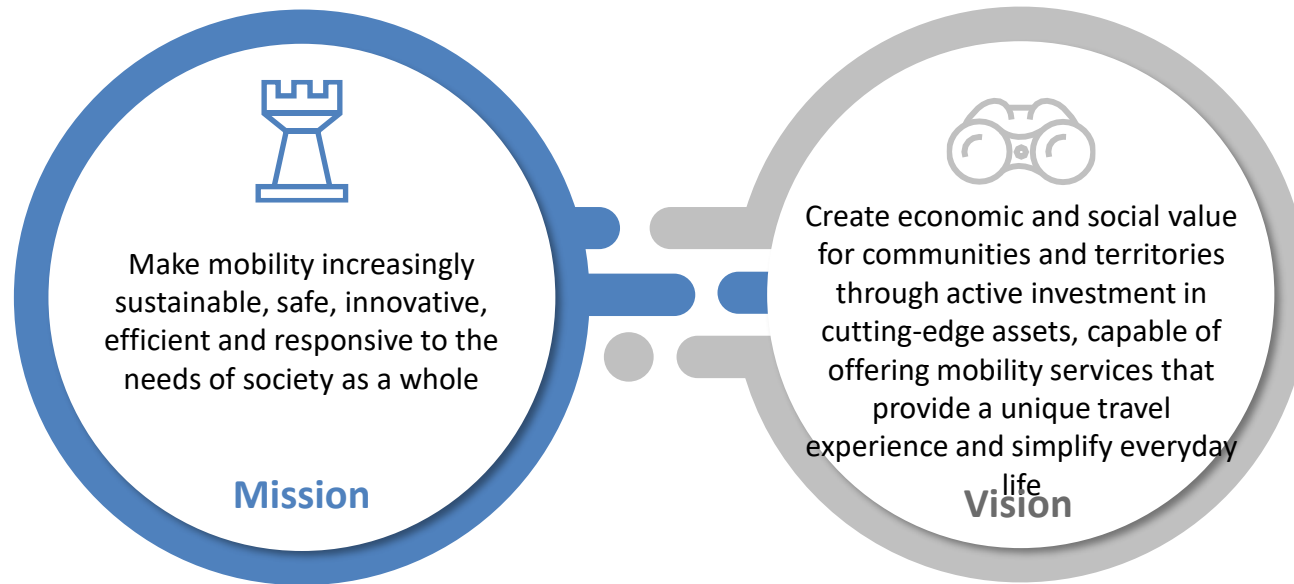 Make mobility increasingly
sustainable, safe, innovative,
efficient and responsive to the
needs of society as a whole
Mission
Create economic and social value
for communities and territories
through active investment in
cutting-edge assets, capable of
offering mobility services that
provide a unique travel
experience and simplify everyday
life
Vision